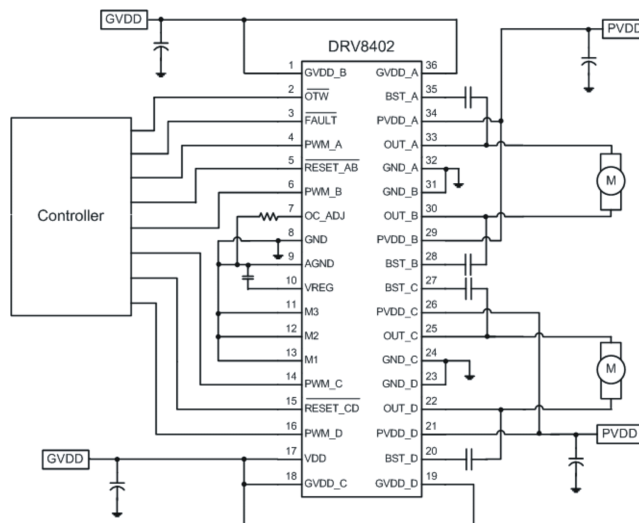 GVDD
PVDD
DRV8402
1 GVDD_B GVDD_A 36
2 OTW BST_A 35
3 FAULT PVDD_A 34
4 PWM_A OUT_A 33
5 RESET_AB GND_A 32
6 PWM_B GND_B 31
7 OC_ADJ OUT_B 30
8 GND PVDD_B 29
9 AGND BST_B 28
10 VREG BST_C 27
11 M3 PVDD_C 26
12 M2 OUT_C 25
13 M1 GND_C 24
14 PWM_C GND_D 23
15 RESET_CD OUT_D 22
16 PWM_D PVDD_D 21
17 VDD BST_D 20
18 GVDD_C GVDD_D 19
Controller
M
M
PVDD
GVDD